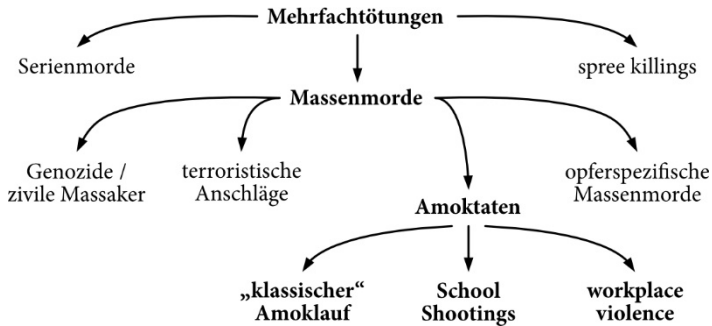 Mehrfachtötungen
Serienmorde
spree killings
Massenmorde
Genozide /
zivile Massaker
terroristische
Anschläge
opferspezifische
Massenmorde
Amoktaten
„klassischer“
Amoklauf
School
Shootings
workplace
violence